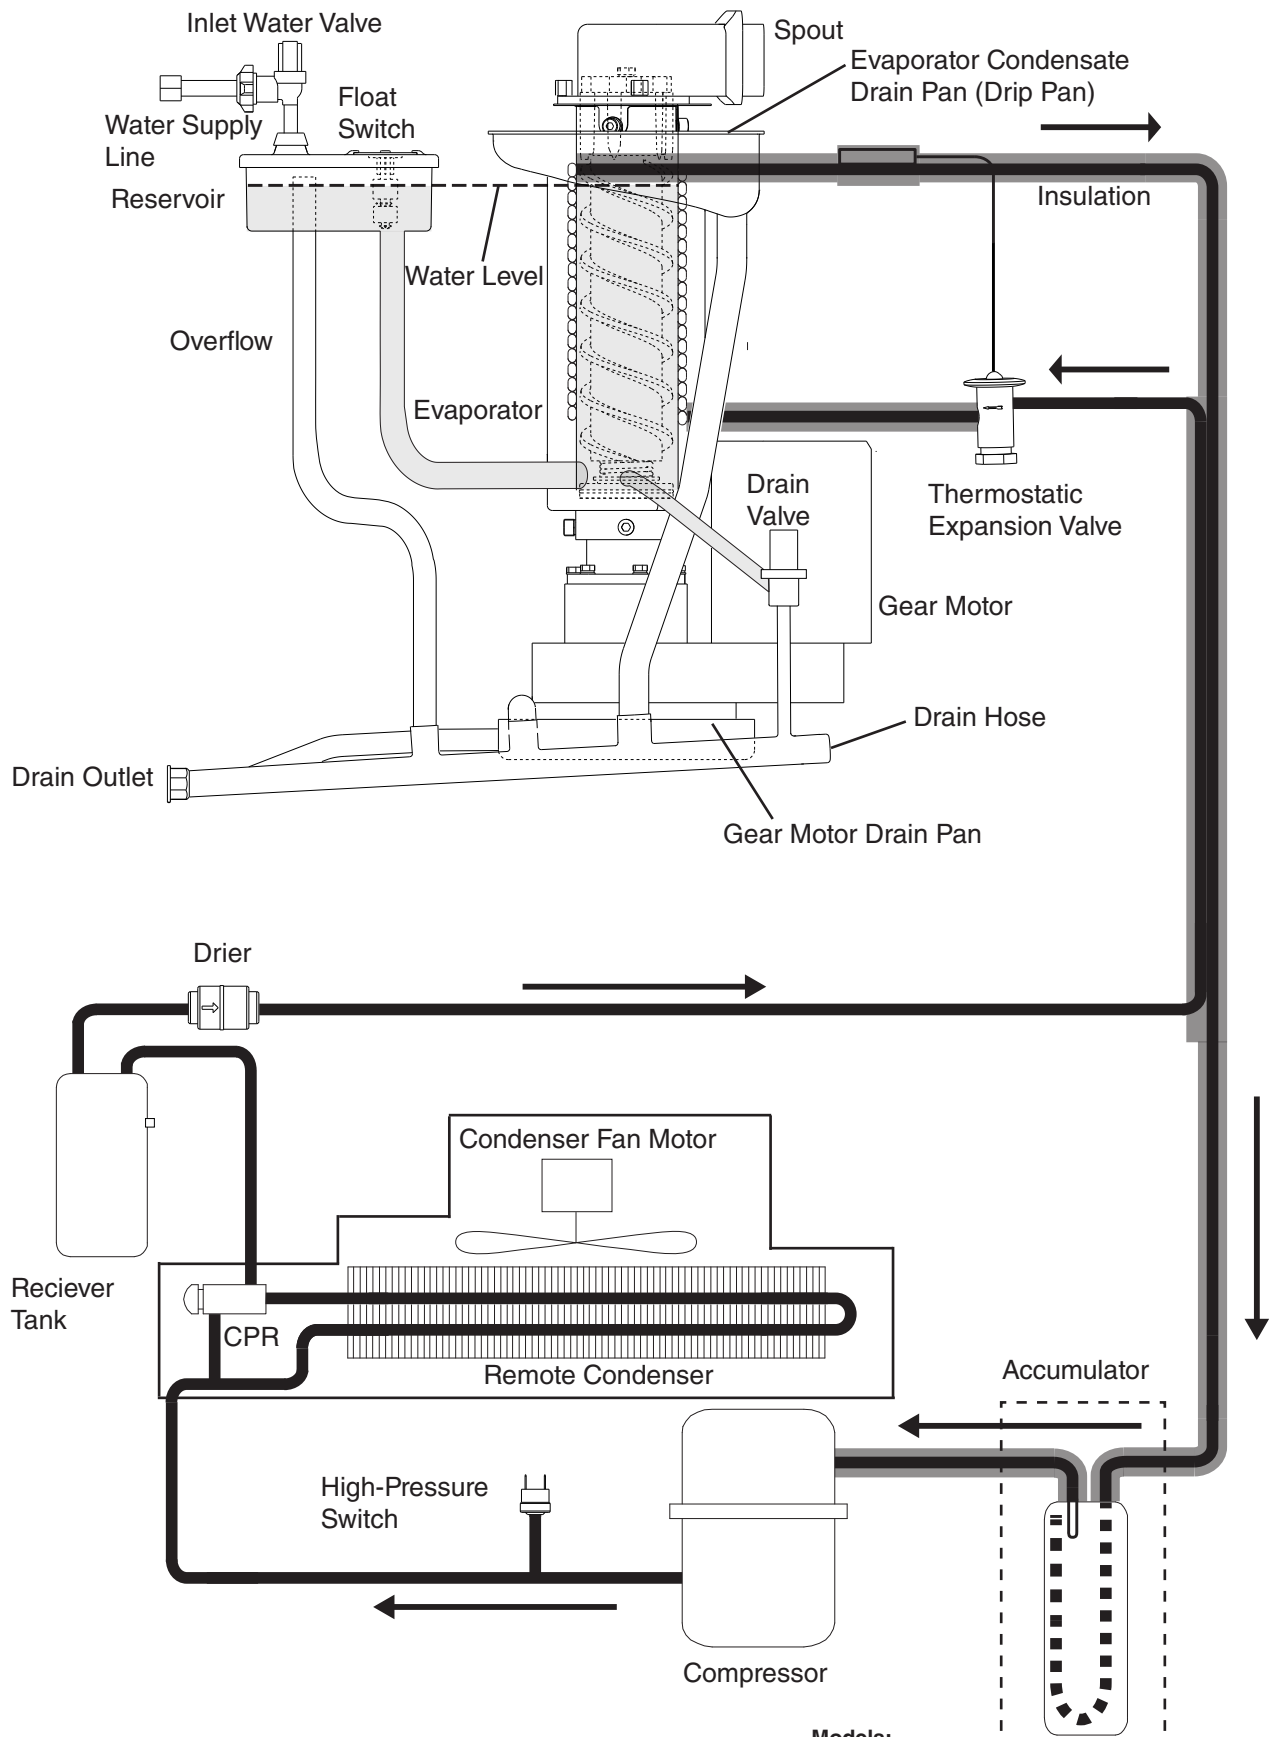 Inlet Water Valve
Spout
Evaporator Condensate
Drain Pan (Drip Pan)
Float
Switch
Water Supply
Line
Reservoir
Insulation
Water Level
Overflow
Evaporator
Drain
Valve
Thermostatic
Expansion Valve
Gear Motor
Drain Hose
Drain Outlet
Gear Motor Drain Pan
Drier
Condenser Fan Motor
Reciever
Tank
CPR
Remote Condenser
Accumulator
High-Pressure
Switch
Compressor
Models: